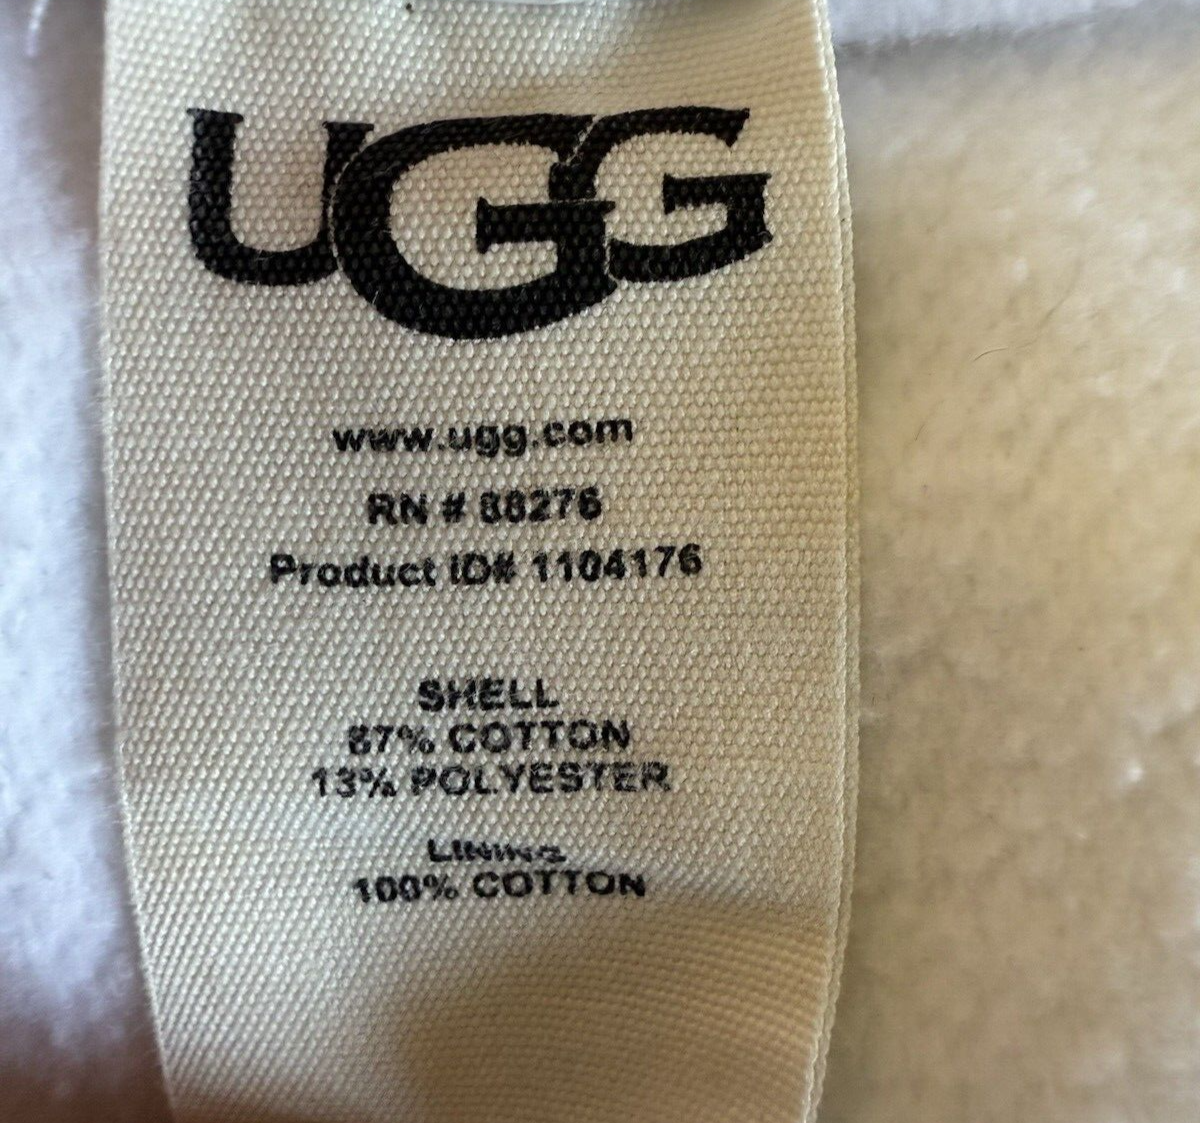 UGG
www.ugg.com
RN # 88276
Product ID# 1104176
SHELL
87% COTTON
13% POLYESTER
LINING
100% COTTON